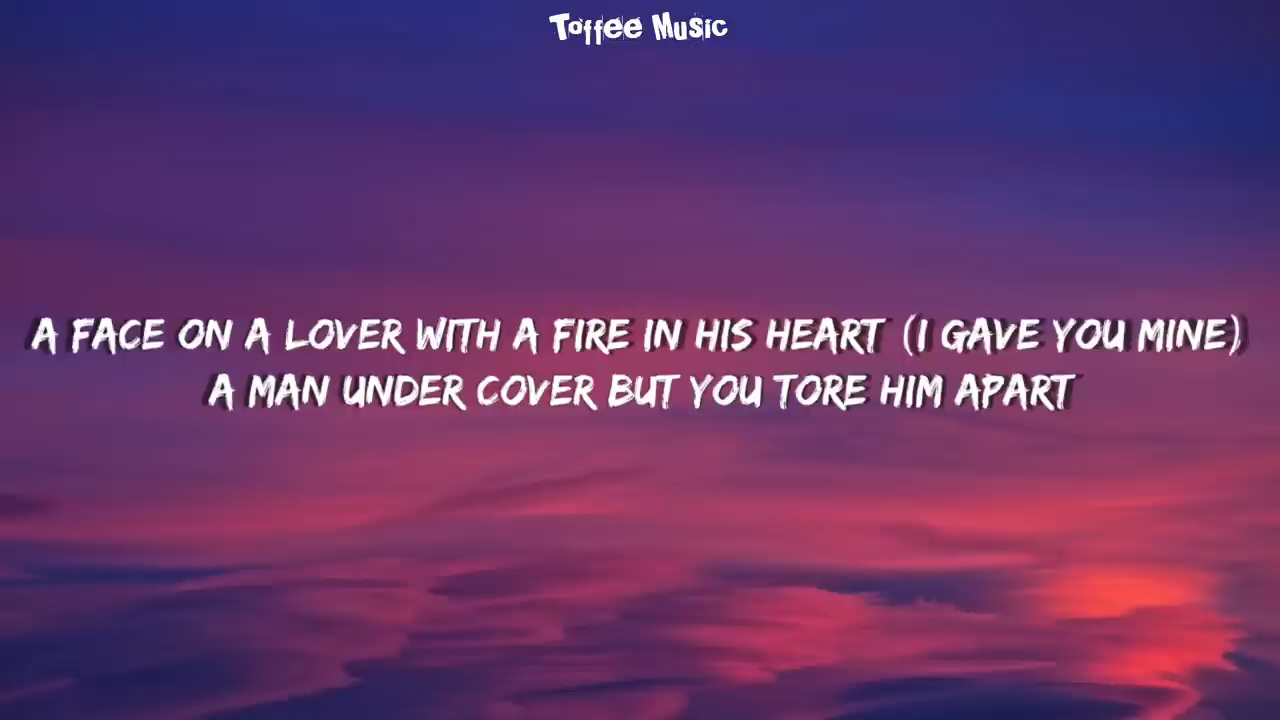 Toffee Music
A FACE ON A LOVER WITH A FIRE IN HIS HEART (I GAVE YOU MINE)
A MAN UNDER COVER BUT YOU TORE HIM APART